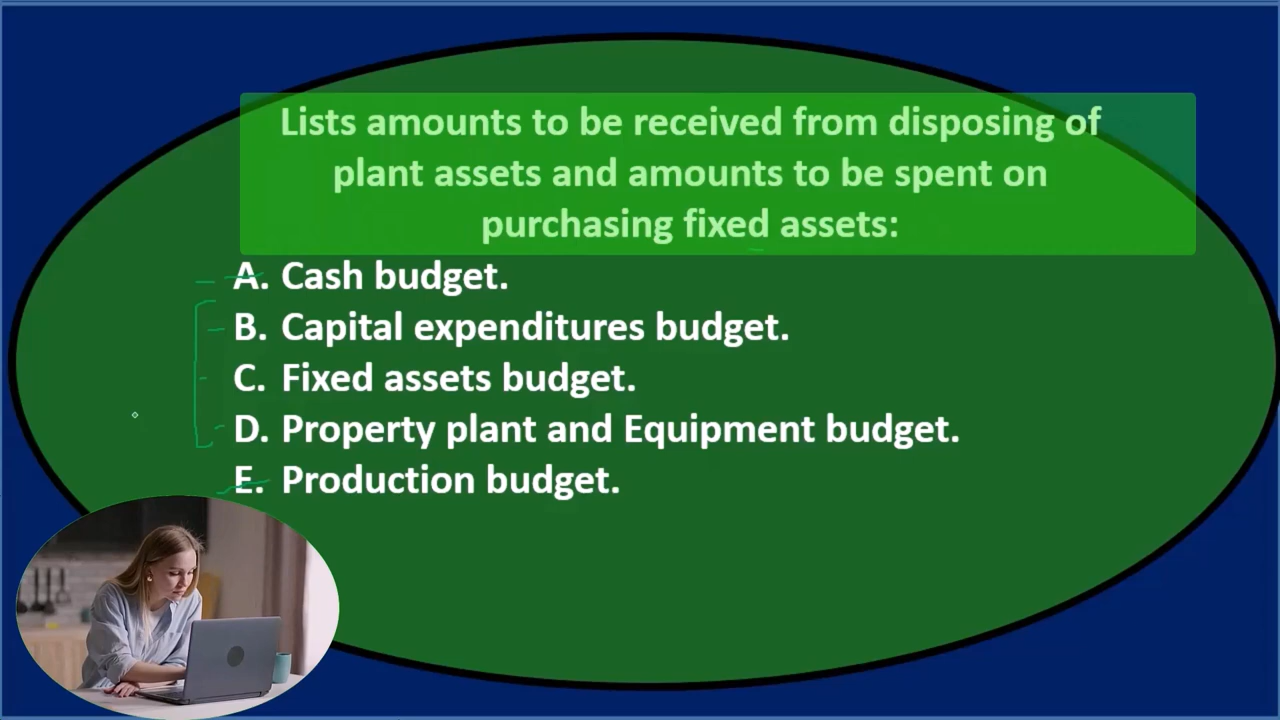 Lists amounts to be received from disposing of
plant assets and amounts to be spent on
purchasing fixed assets:
A. Cash budget.
B. Capital expenditures budget.
C. Fixed assets budget.
D. Property plant and Equipment budget.
E. Production budget.